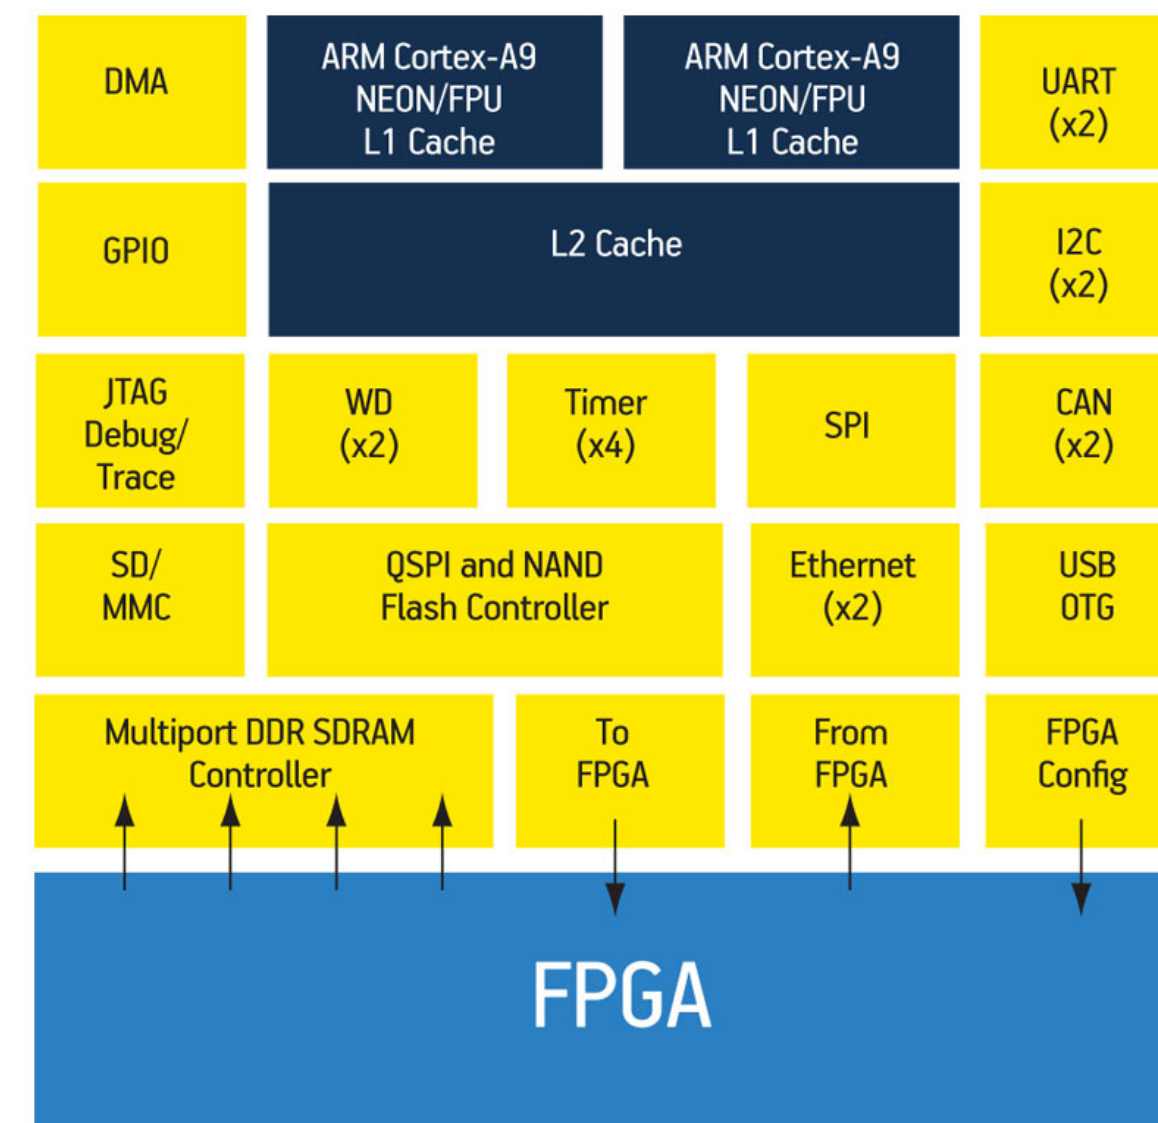 DMA
ARM Cortex-A9
NEON/FPU
L1 Cache
ARM Cortex-A9
NEON/FPU
L1 Cache
UART
(x2)
GPIO
L2 Cache
I2C
(x2)
JTAG
Debug/
Trace
WD
(x2)
Timer
(x4)
SPI
CAN
(x2)
SD/
MMC
QSPI and NAND
Flash Controller
Ethernet
(x2)
USB
OTG
Multiport DDR SDRAM
Controller
To
FPGA
From
FPGA
FPGA
Config
FPGA